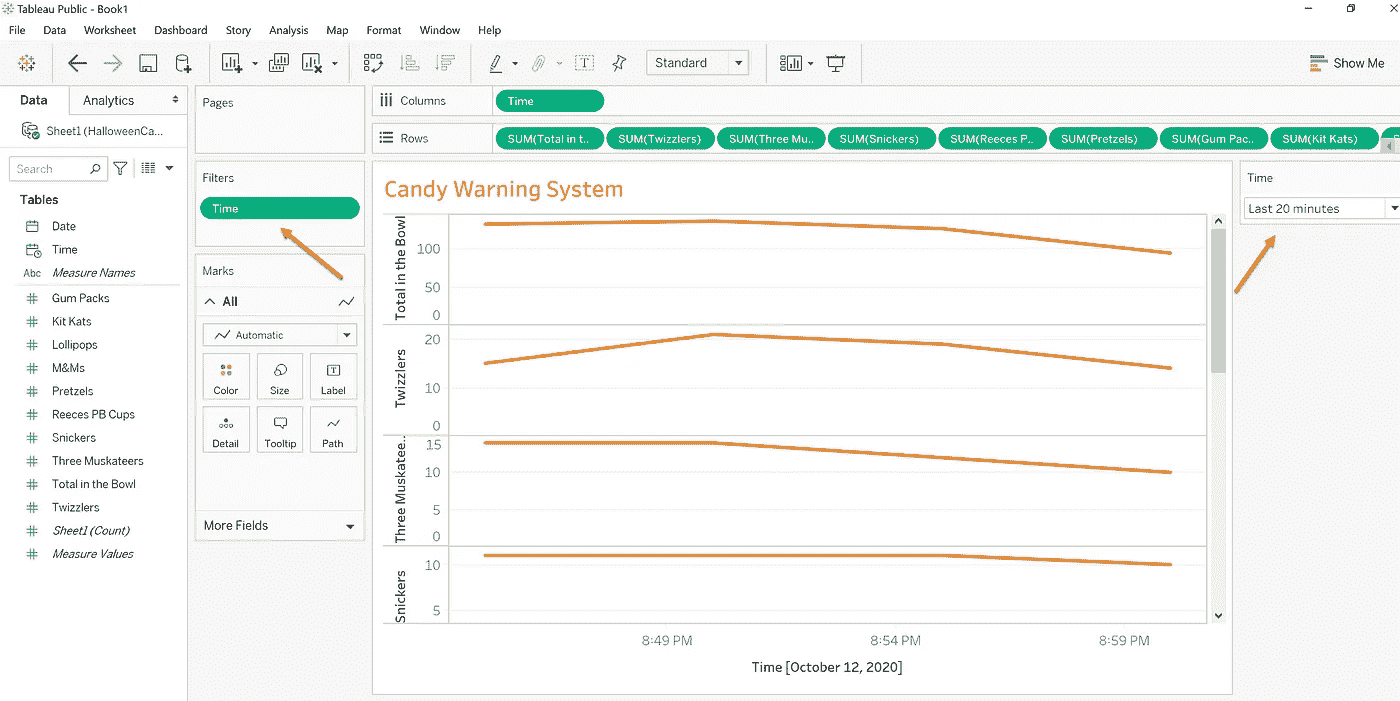 Tableau Public - Book1
File Data Worksheet Dashboard Story Analysis Map Format Window Help
Standard
Show Me
Data Analytics
Sheet1 (HalloweenCa...
Search
Tables
Date
Time
Abc Measure Names
Gum Packs
Kit Kats
Lollipops
M&Ms
Pretzels
Reeces PB Cups
Snickers
Three Muskateers
Total in the Bowl
Twizzlers
Sheet1 (Count)
Measure Values
Pages
Filters
Time
Marks
All
Automatic
Color Size Label
Detail Tooltip Path
More Fields
Columns Time
Rows SUM(Total in t.. SUM(Twizzlers) SUM(Three Mu.. SUM(Snickers) SUM(Reeces P.. SUM(Pretzels) SUM(Gum Pac.. SUM(Kit Kats)
Candy Warning System
Total in the Bowl
100
50
0
Twizzlers
20
10
0
Three Muskatee..
15
10
5
0
Snickers
10
5
8:49 PM 8:54 PM 8:59 PM
Time [October 12, 2020]
Time
Last 20 minutes